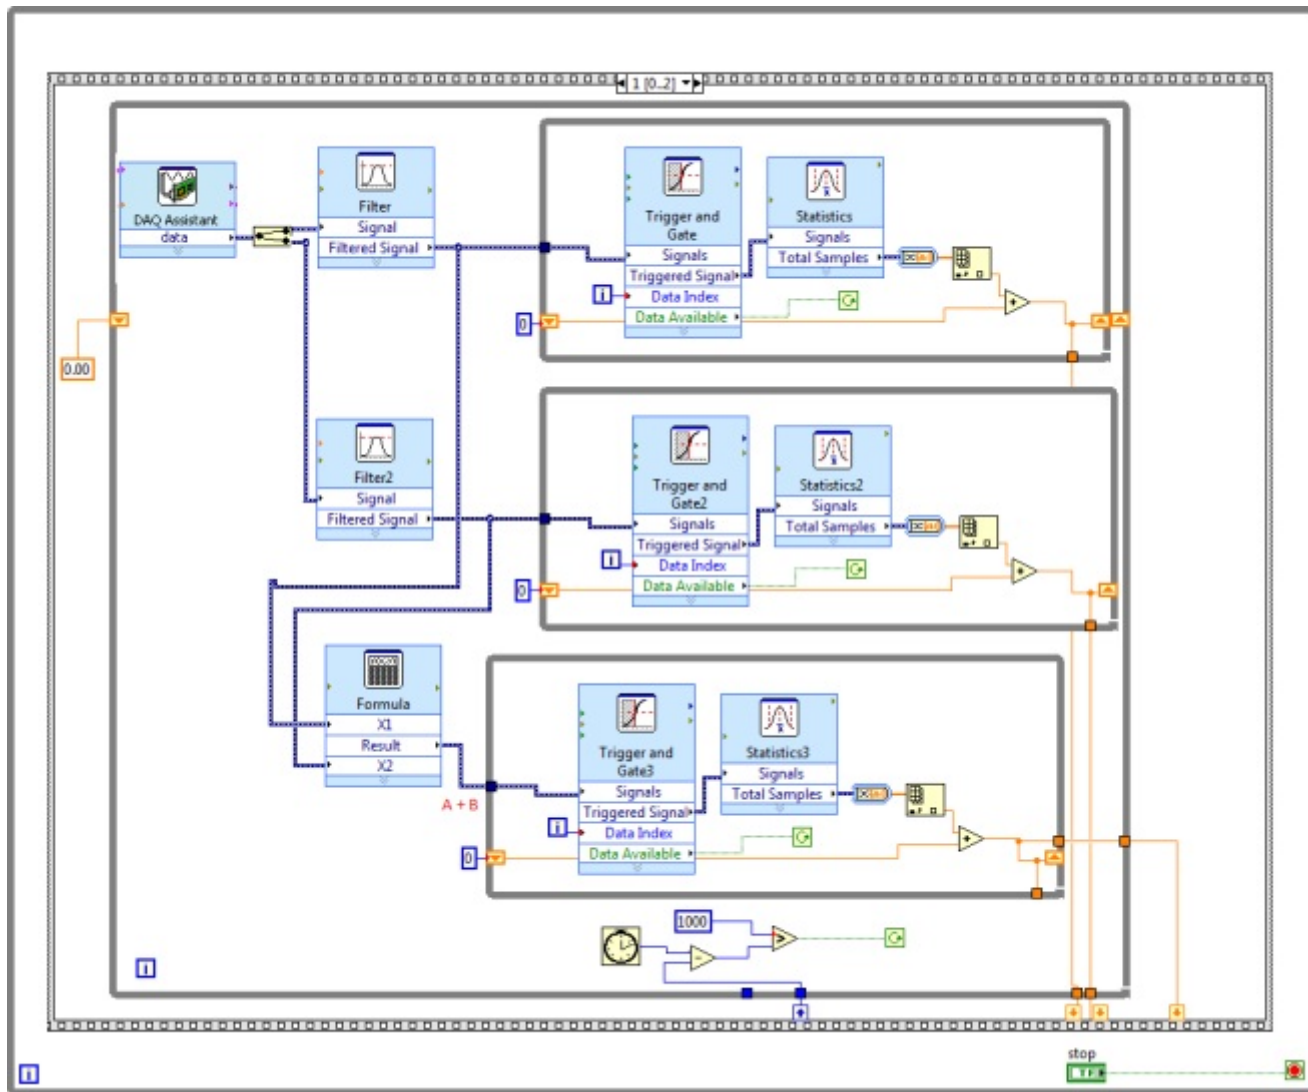 1 [0..2]
DAQ Assistant
data
Filter
Signal
Filtered Signal
Trigger and
Gate
Signals
Triggered Signal
Data Index
Data Available
i
0
Statistics
Signals
Total Samples
0.00
Filter2
Signal
Filtered Signal
Trigger and
Gate2
Signals
Triggered Signal
Data Index
Data Available
i
0
Statistics2
Signals
Total Samples
Formula
X1
Result
X2
A + B
Trigger and
Gate3
Signals
Triggered Signal
Data Index
Data Available
i
0
Statistics3
Signals
Total Samples
1000
i
stop
TF
i